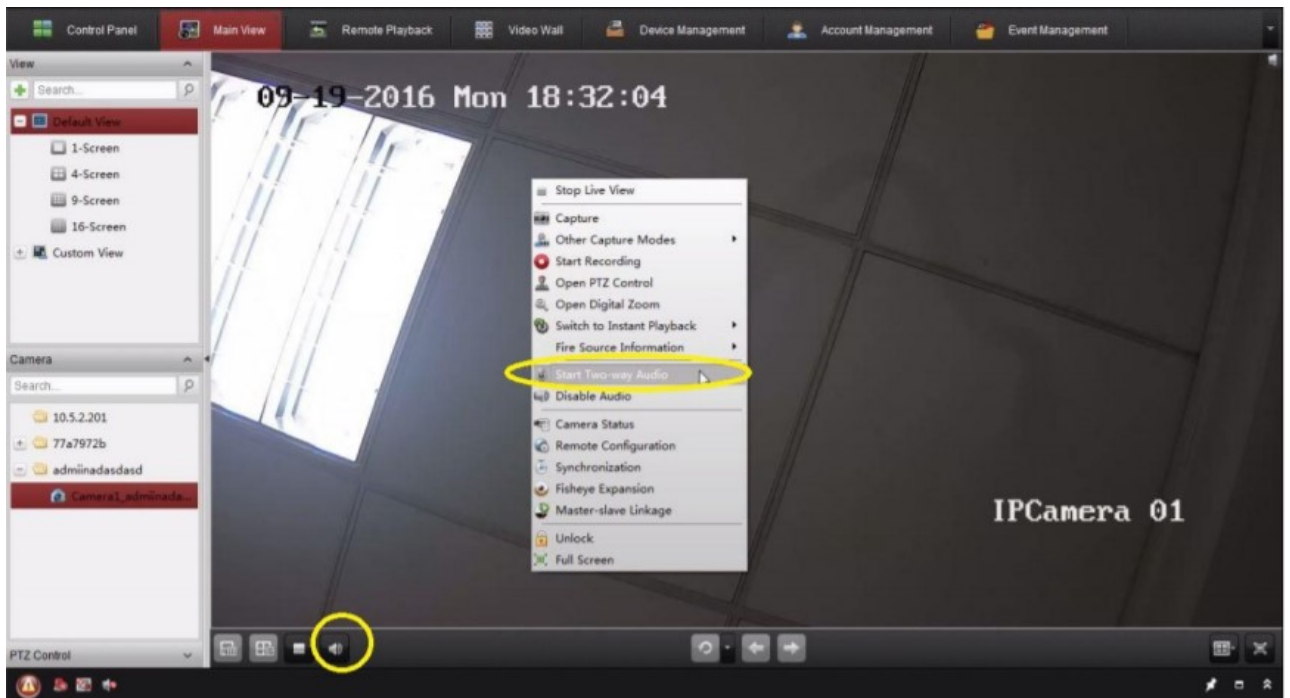 Control Panel
Main View
Remote Playback
Video Wall
Device Management
Account Management
Event Management
View
Search...
Default View
1-Screen
4-Screen
9-Screen
16-Screen
Custom View
Camera
Search...
10.5.2.201
77a7972b
admiinadasdasd
Camera1_admiinada...
PTZ Control
09-19-2016 Mon 18:32:04
Stop Live View
Capture
Other Capture Modes
Start Recording
Open PTZ Control
Open Digital Zoom
Switch to Instant Playback
Fire Source Information
Start Two-way Audio
Disable Audio
Camera Status
Remote Configuration
Synchronization
Fisheye Expansion
Master-slave Linkage
Unlock
Full Screen
IPCamera 01